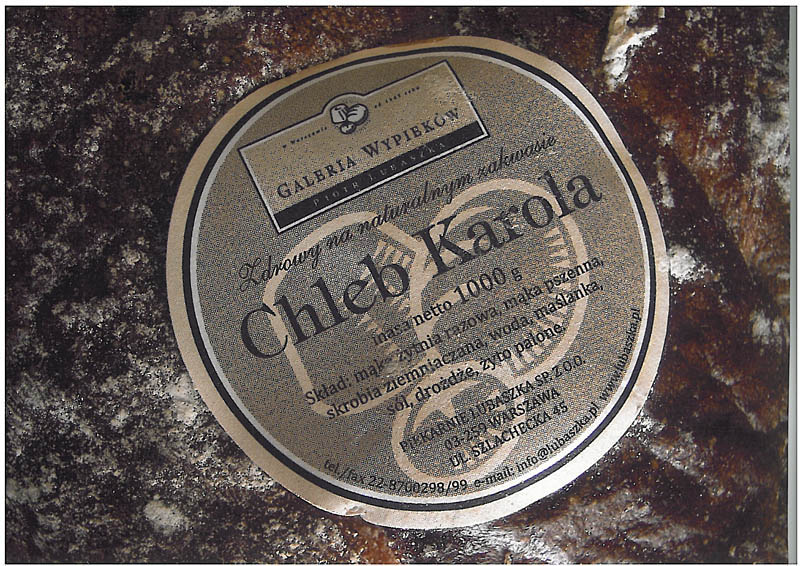 w Warszawie od 1967 roku
GALERIA WYPIEKÓW
PIOTR LUBASZKA
Zdrowy na naturalnym zakwasie
Chleb Karola
masa netto 1000 g
Skład: mąka żytnia razowa, mąka pszenna,
skrobia ziemniaczana, woda, maślanka,
sól, drożdże, żyto palone.
PIEKARNIE LUBASZKA SP. Z O.O.
03-259 WARSZAWA
UL. SZLACHECKA 45
tel./fax 22-8700298/99 e-mail: info@lubaszka.pl www.lubaszka.pl